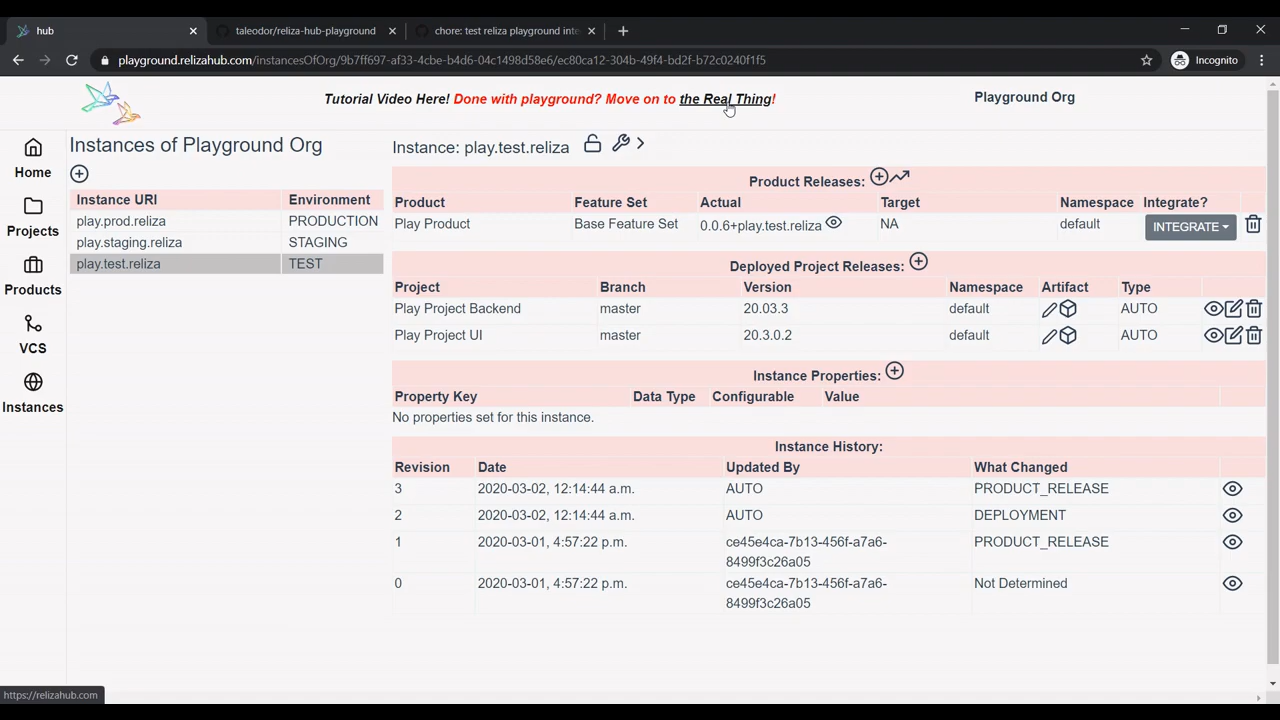 hub
taleodor/reliza-hub-playground
chore: test reliza playground inte
playground.relizahub.com/instancesOfOrg/9b7ff697-af33-4cbe-b4d6-04c1498d58e6/ec80ca12-304b-49f4-bd2f-b72c0240f1f5
Incognito
Tutorial Video Here! Done with playground? Move on to the Real Thing!
Playground Org
Home
Projects
Products
VCS
Instances
Instances of Playground Org
Instance URI Environment
play.prod.reliza PRODUCTION
play.staging.reliza STAGING
play.test.reliza TEST
Instance: play.test.reliza
Product Releases:
Product Feature Set Actual Target Namespace Integrate?
Play Product Base Feature Set 0.0.6+play.test.reliza NA default INTEGRATE
Deployed Project Releases:
Project Branch Version Namespace Artifact Type
Play Project Backend master 20.03.3 default AUTO
Play Project UI master 20.3.0.2 default AUTO
Instance Properties:
Property Key Data Type Configurable Value
No properties set for this instance.
Instance History:
Revision Date Updated By What Changed
3 2020-03-02, 12:14:44 a.m. AUTO PRODUCT_RELEASE
2 2020-03-02, 12:14:44 a.m. AUTO DEPLOYMENT
1 2020-03-01, 4:57:22 p.m. ce45e4ca-7b13-456f-a7a6- PRODUCT_RELEASE
8499f3c26a05
0 2020-03-01, 4:57:22 p.m. ce45e4ca-7b13-456f-a7a6- Not Determined
8499f3c26a05
https://relizahub.com